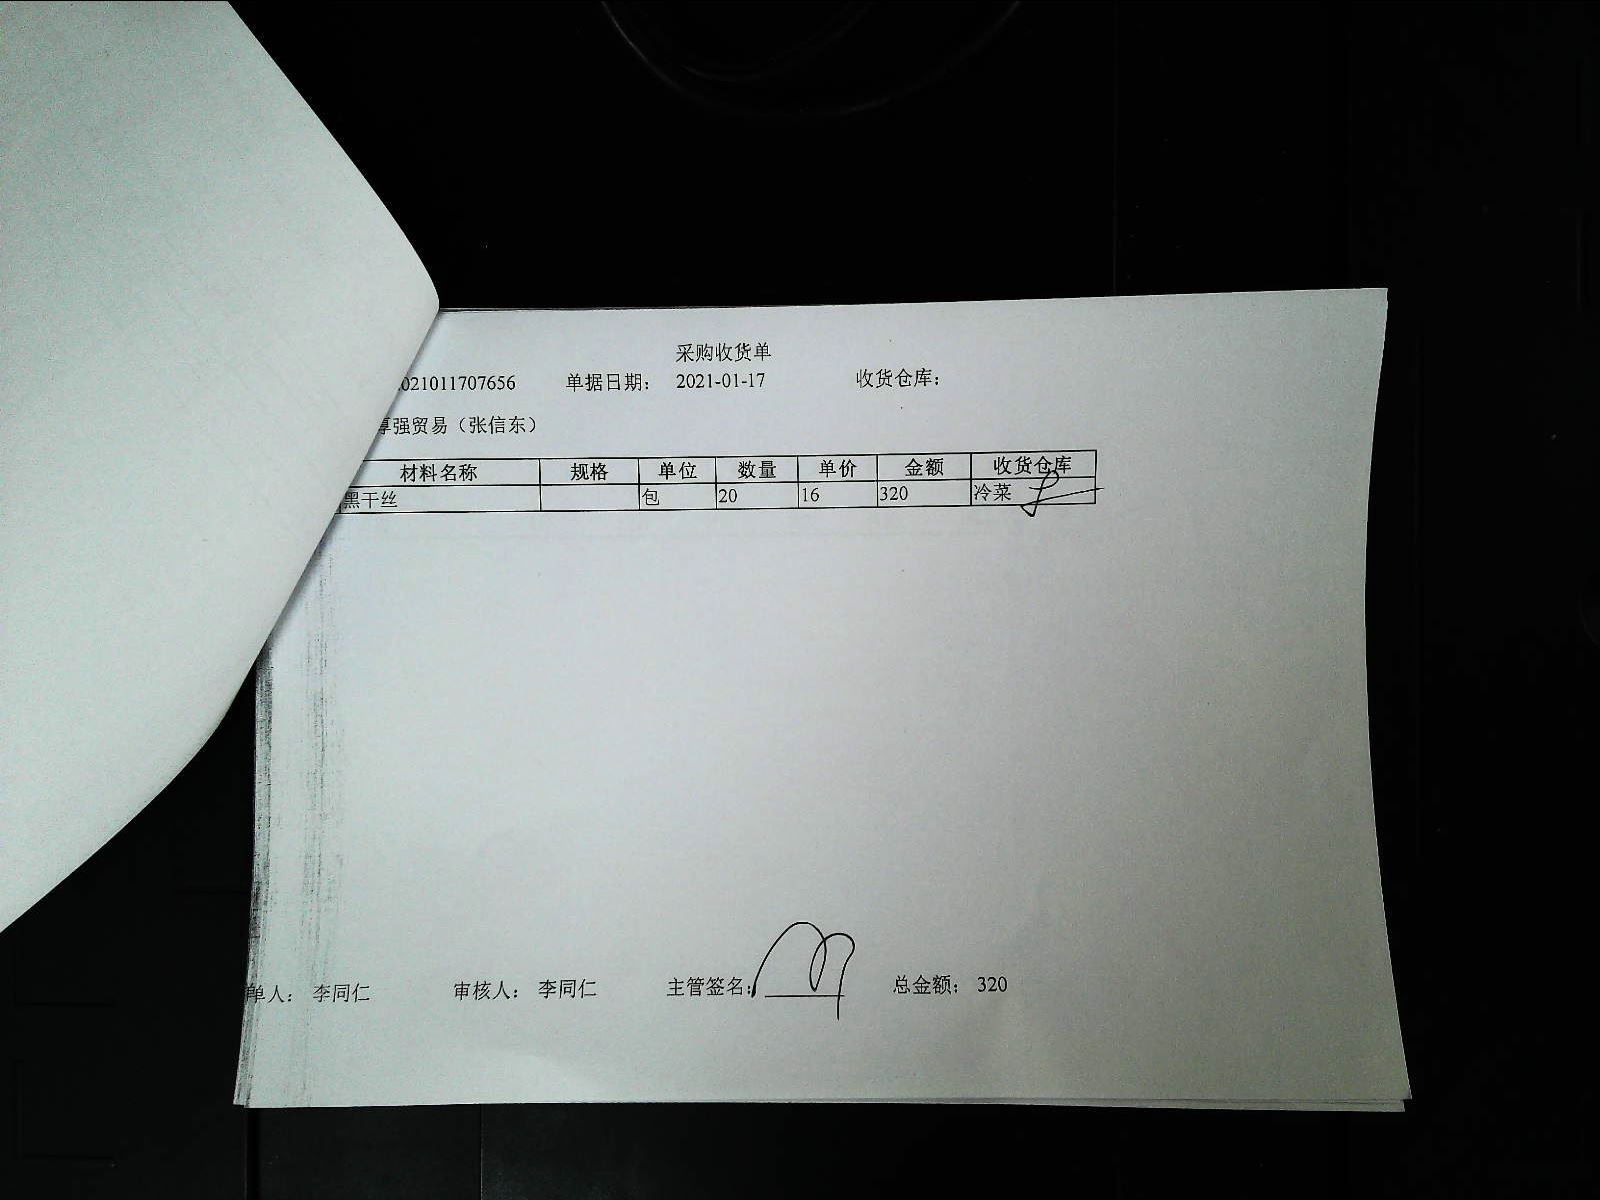 采购收货单
021011707656 单据日期： 2021-01-17 收货仓库：
强贸易（张信东）
材料名称 规格 单位 数量 单价 金额 收货仓库
黑干丝 包 20 16 320 冷菜
单人： 李同仁 审核人： 李同仁 主管签名： 总金额： 320